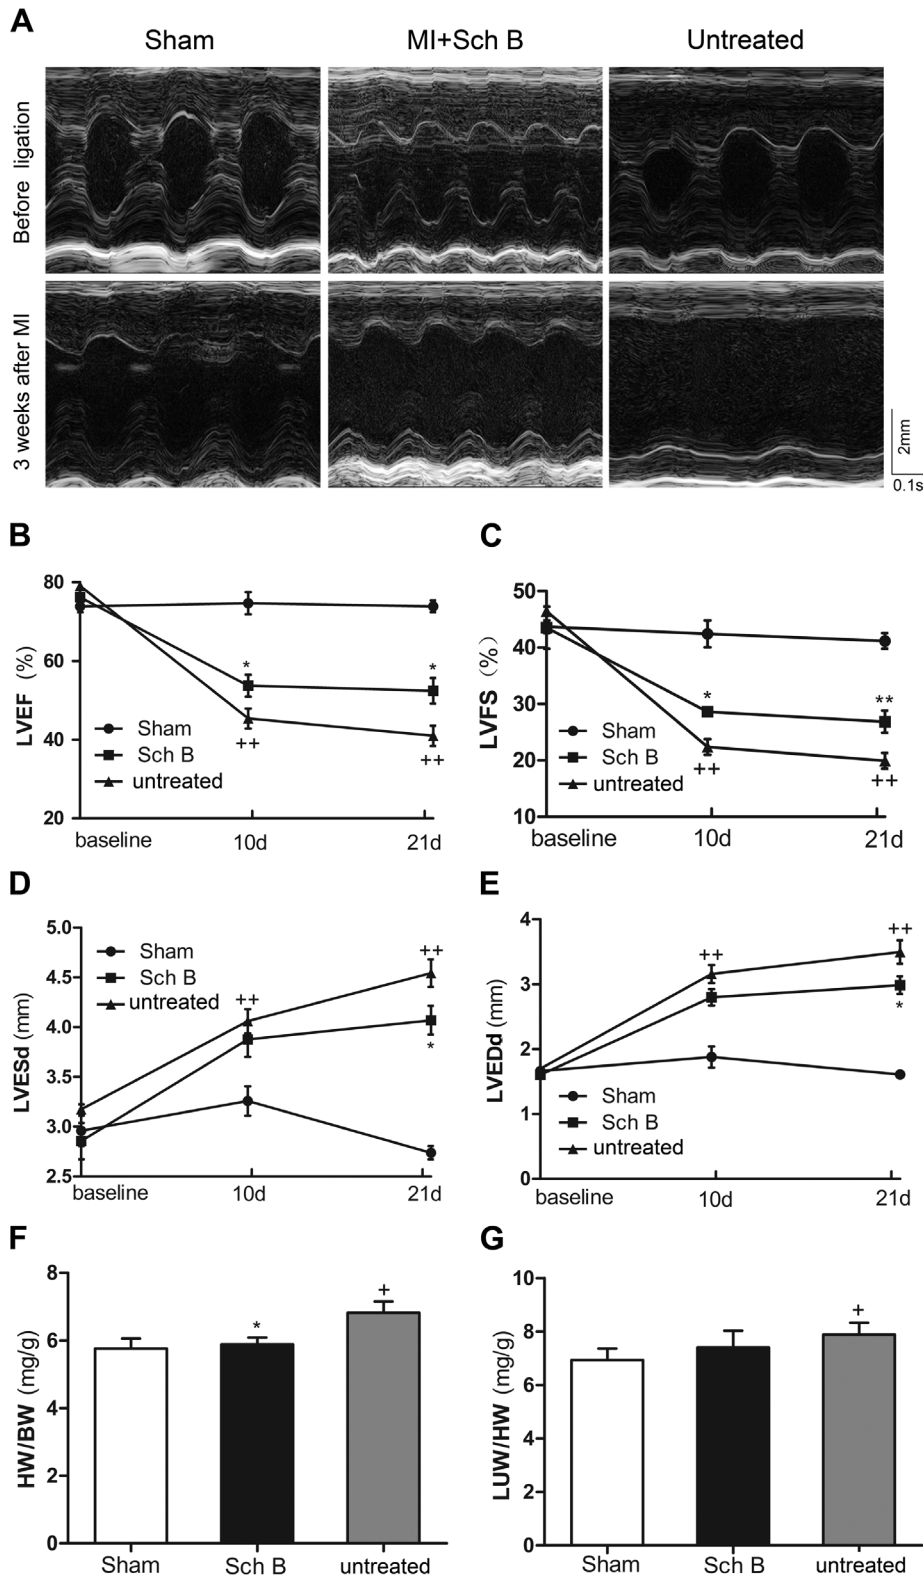 A
Sham
MI+Sch B
Untreated
Before ligation
3 weeks after MI
2mm
0.1s
B
LVEF (%)
80
60
40
20
*
*
++
++
Sham
Sch B
untreated
baseline
10d
21d
C
LVFS (%)
50
40
30
20
10
*
**
++
++
Sham
Sch B
untreated
baseline
10d
21d
D
LVESd (mm)
5.0
4.5
4.0
3.5
3.0
2.5
Sham
Sch B
untreated
++
++
*
baseline
10d
21d
E
LVEDd (mm)
4
3
2
1
0
++
++
*
Sham
Sch B
untreated
baseline
10d
21d
F
HW/BW (mg/g)
8
6
4
2
0
*
+
Sham
Sch B
untreated
G
LUW/HW (mg/g)
10
8
6
4
2
0
+
Sham
Sch B
untreated